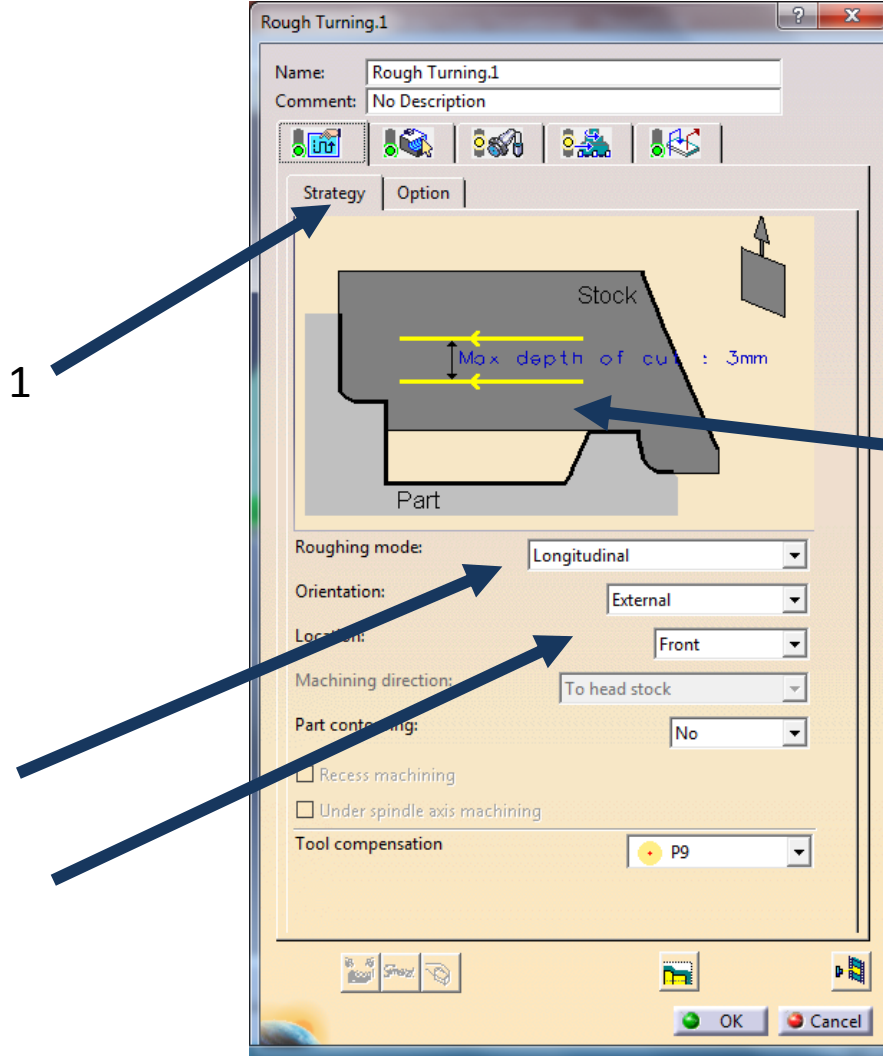 Rough Turning.1
? X
Name: Rough Turning.1
Comment: No Description
Strategy Option
Stock
Max depth of cut : 3mm
1
Part
Roughing mode: Longitudinal
Orientation: External
Location: Front
Machining direction: To head stock
Part contouring: No
Recess machining
Under spindle axis machining
Tool compensation P9
OK Cancel